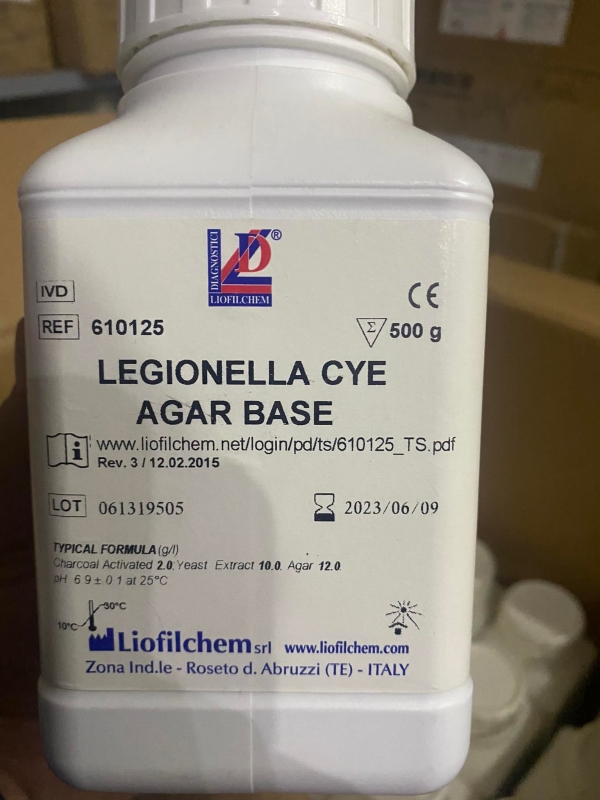 DIAGNOSTICI
LD®
LIOFILCHEM
IVD
CE
REF 610125
Σ 500 g
LEGIONELLA CYE
AGAR BASE
i www.liofilchem.net/login/pd/ts/610125_TS.pdf
Rev. 3 / 12.02.2015
LOT 061319505
2023/06/09
TYPICAL FORMULA (g/l)
Charcoal Activated 2.0. Yeast Extract 10.0. Agar 12.0.
pH 6.9 ± 0.1 at 25°C
30°C
10°C
Liofilchem srl www.liofilchem.com
Zona Ind.le - Roseto d. Abruzzi (TE) - ITALY